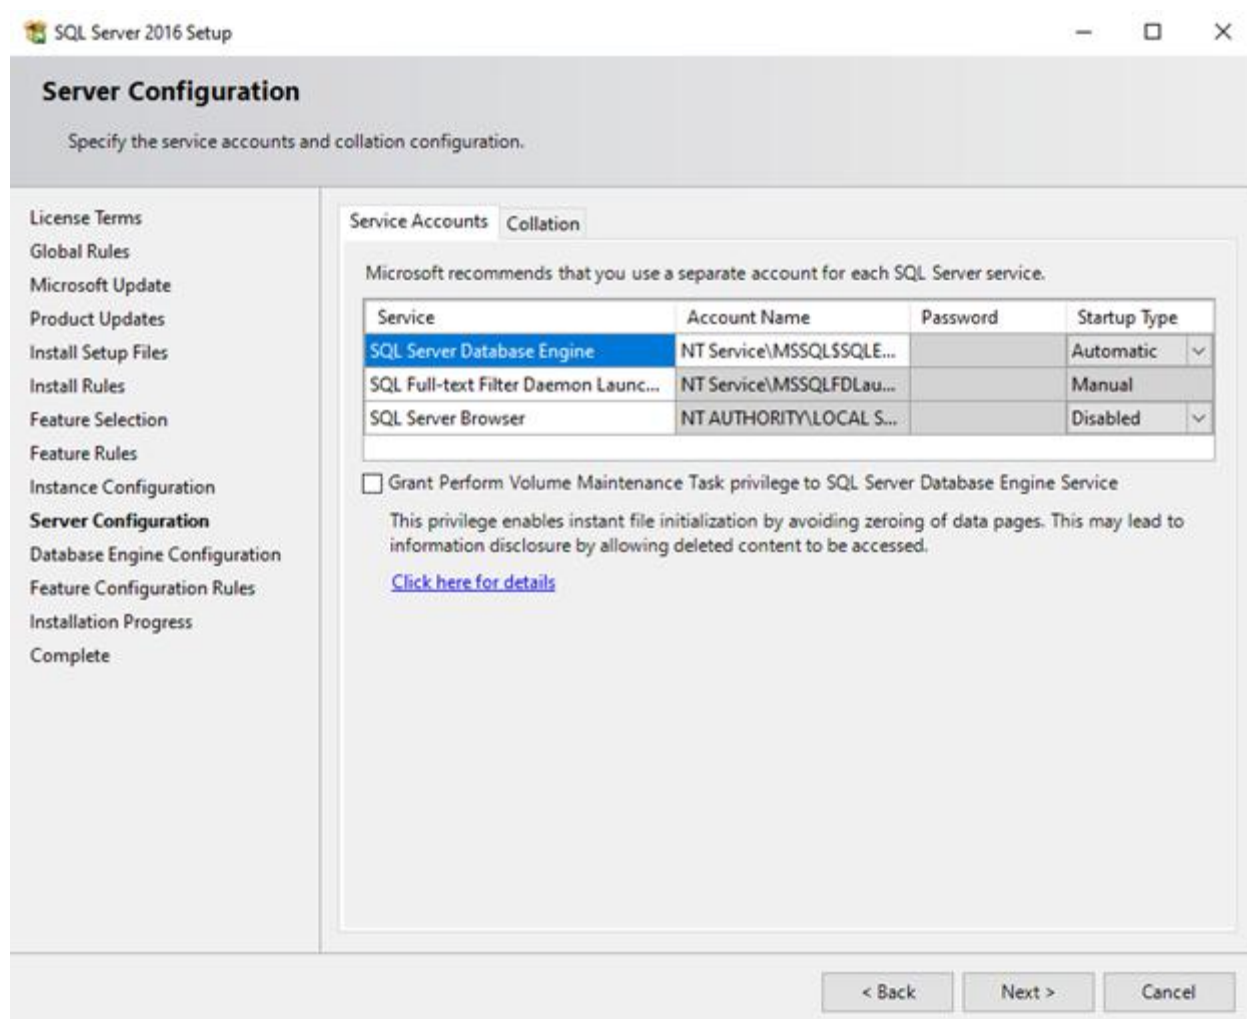 SQL Server 2016 Setup
Server Configuration
Specify the service accounts and collation configuration.
License Terms
Global Rules
Microsoft Update
Product Updates
Install Setup Files
Install Rules
Feature Selection
Feature Rules
Instance Configuration
Server Configuration
Database Engine Configuration
Feature Configuration Rules
Installation Progress
Complete
Service Accounts Collation
Microsoft recommends that you use a separate account for each SQL Server service.
Service Account Name Password Startup Type
SQL Server Database Engine NT Service\MSSQL$SQLE... Automatic
SQL Full-text Filter Daemon Launc... NT Service\MSSQLFDLau... Manual
SQL Server Browser NT AUTHORITY\LOCAL S... Disabled
Grant Perform Volume Maintenance Task privilege to SQL Server Database Engine Service
This privilege enables instant file initialization by avoiding zeroing of data pages. This may lead to
information disclosure by allowing deleted content to be accessed.
Click here for details
< Back Next > Cancel